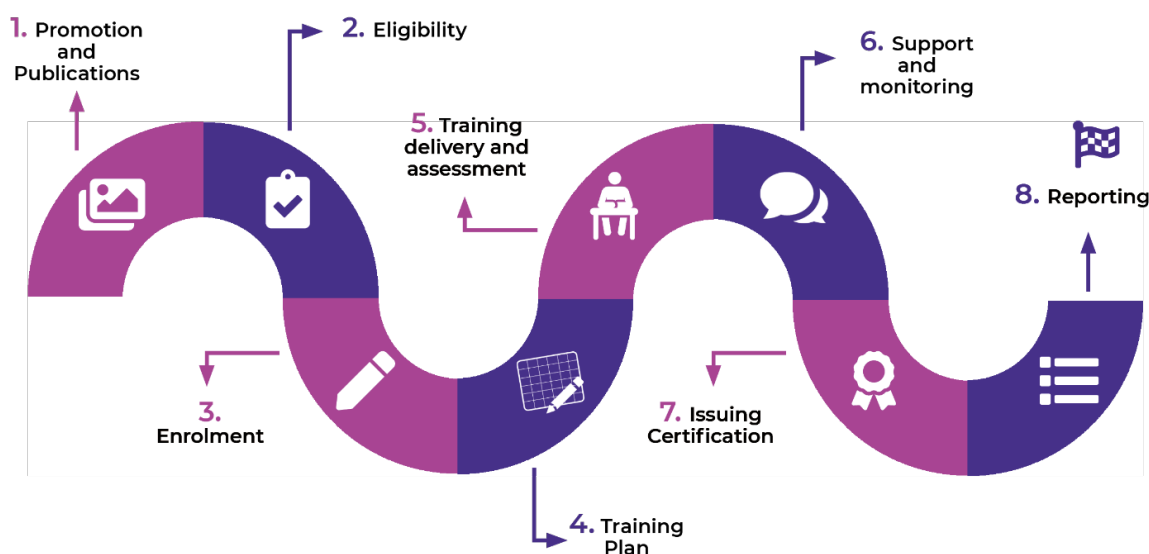 1. Promotion
and
Publications
2. Eligibility
3.
Enrolment
4. Training
Plan
5. Training
delivery and
assessment
6. Support
and
monitoring
7. Issuing
Certification
8. Reporting